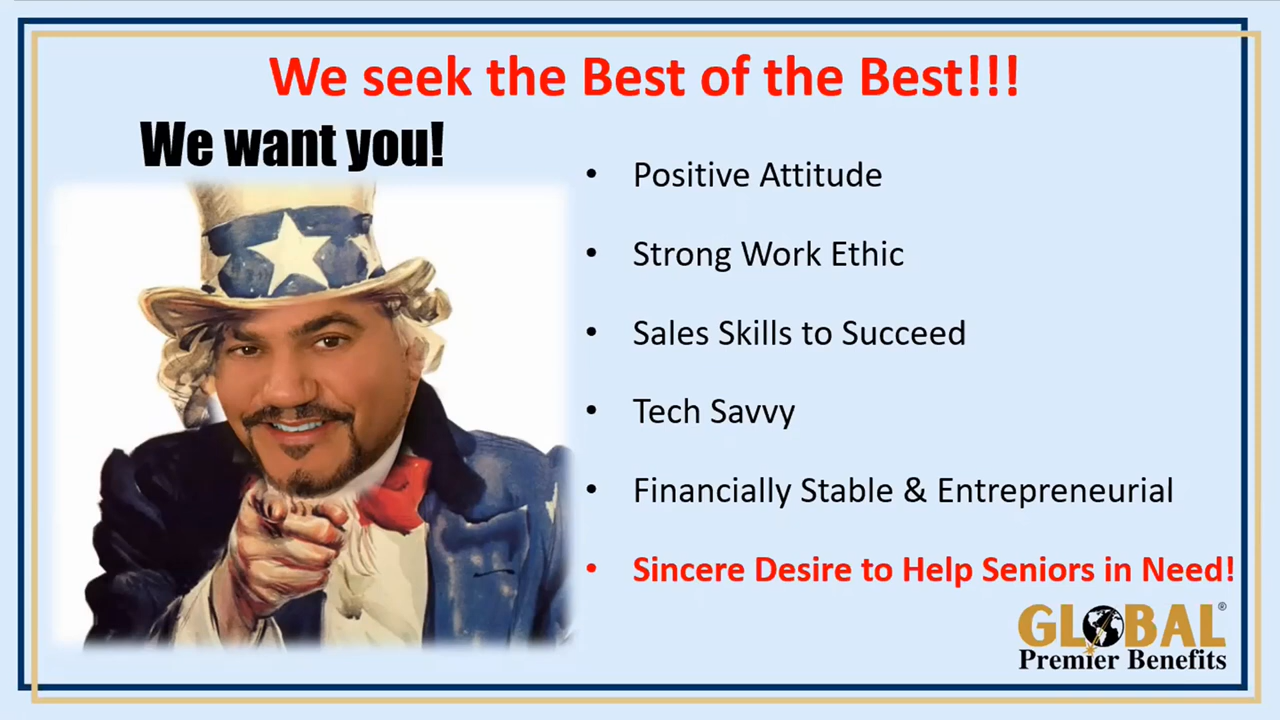 We seek the Best of the Best!!!
We want you!
• Positive Attitude
• Strong Work Ethic
• Sales Skills to Succeed
• Tech Savvy
• Financially Stable & Entrepreneurial
• Sincere Desire to Help Seniors in Need!
GLOBAL®
Premier Benefits